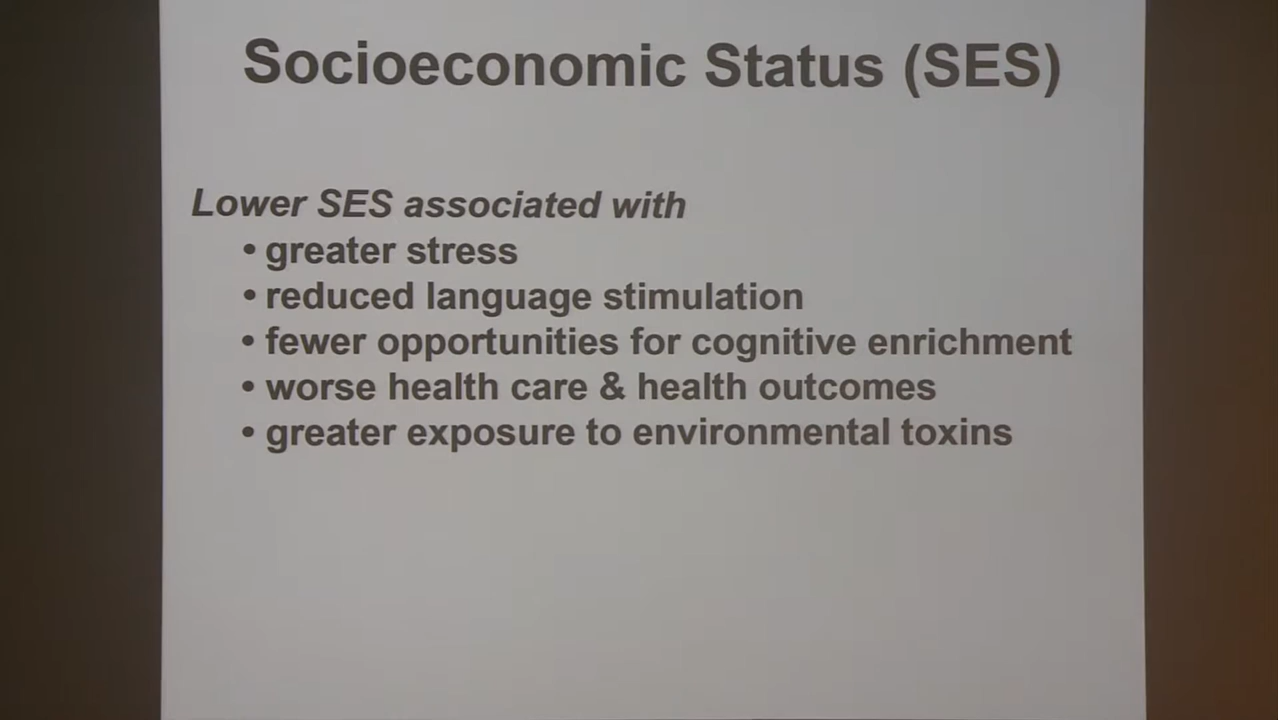 Socioeconomic Status (SES)
Lower SES associated with
• greater stress
• reduced language stimulation
• fewer opportunities for cognitive enrichment
• worse health care & health outcomes
• greater exposure to environmental toxins